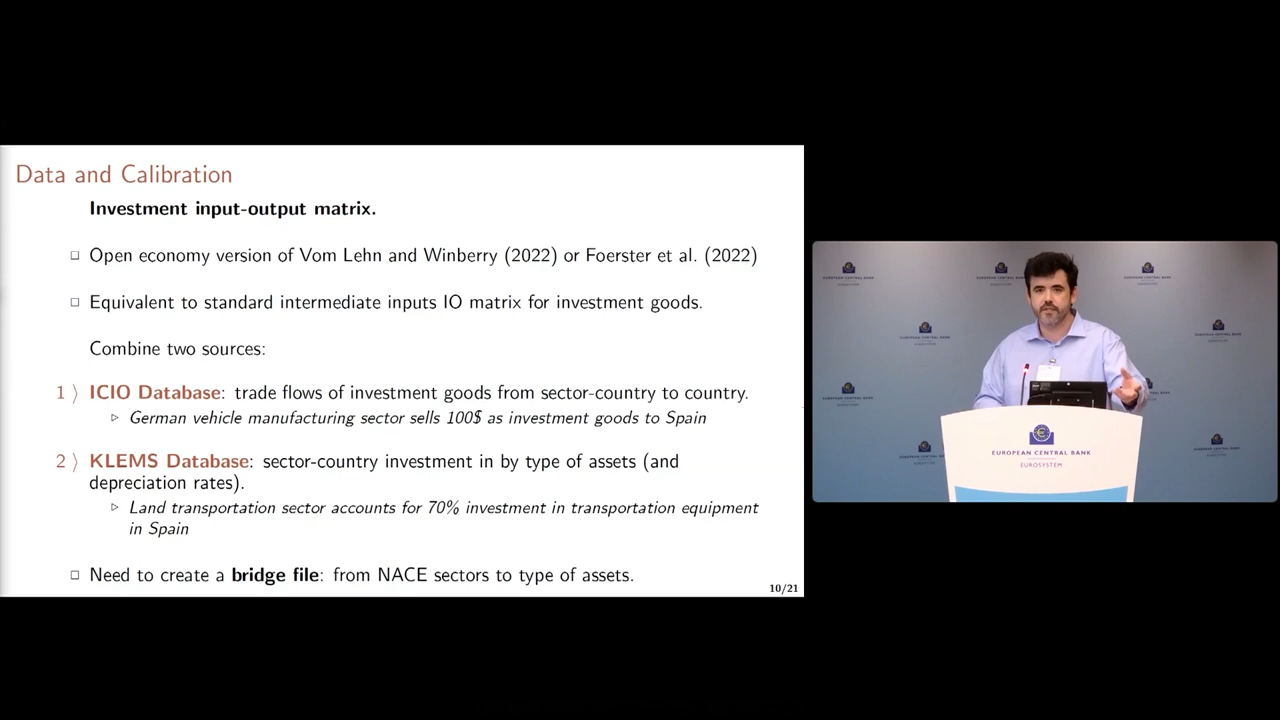 Data and Calibration
Investment input-output matrix.
Open economy version of Vom Lehn and Winberry (2022) or Foerster et al. (2022)
Equivalent to standard intermediate inputs IO matrix for investment goods.
Combine two sources:
1⟩ ICIO Database: trade flows of investment goods from sector-country to country.
German vehicle manufacturing sector sells 100$ as investment goods to Spain
2⟩ KLEMS Database: sector-country investment in by type of assets (and
depreciation rates).
Land transportation sector accounts for 70% investment in transportation equipment
in Spain
Need to create a bridge file: from NACE sectors to type of assets.
10/21
EUROPEAN CENTRAL BANK
EUROSYSTEM